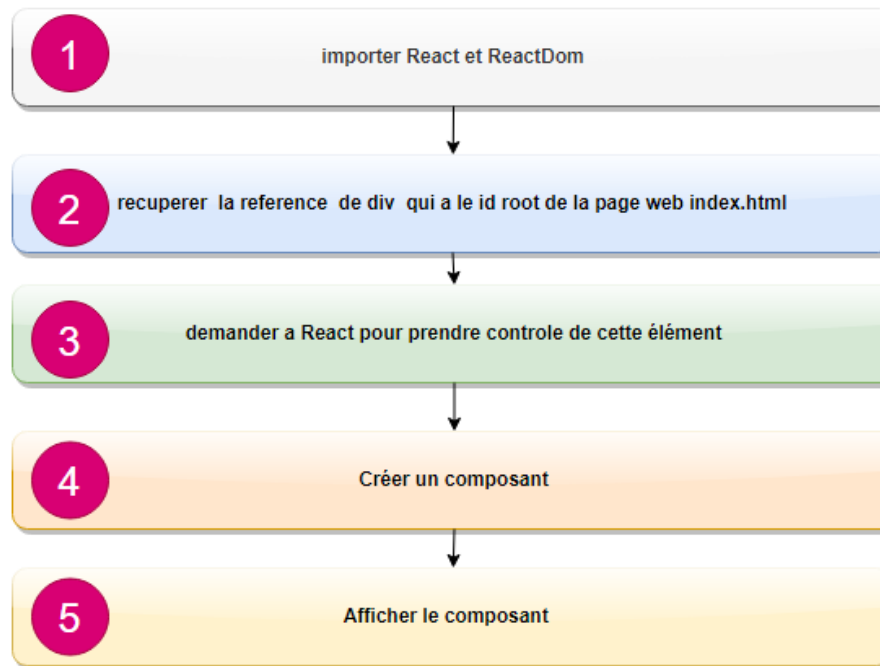 1 importer React et ReactDom
2 recuperer la reference de div qui a le id root de la page web index.html
3 demander a React pour prendre controle de cette élément
4 Créer un composant
5 Afficher le composant